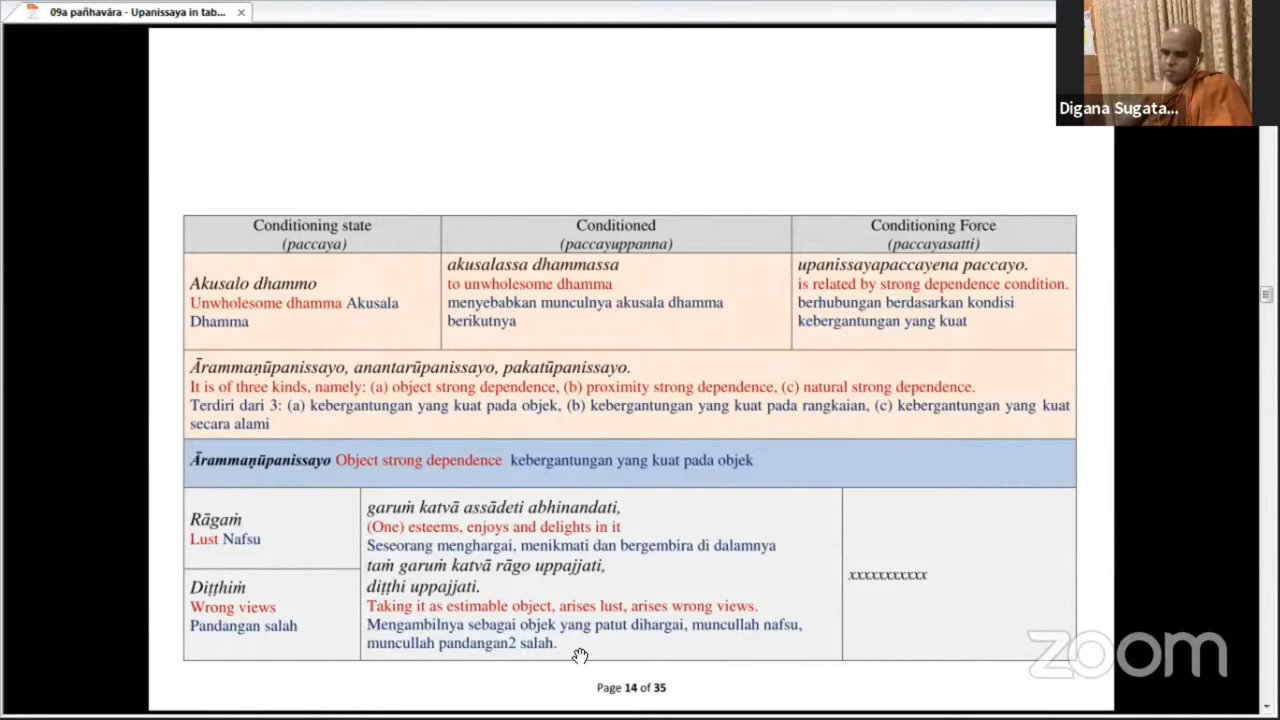 09a pañhavāra - Upanissaya in tab...
Digana Sugata...
Conditioning state
(paccaya)
Conditioned
(paccayuppanna)
Conditioning Force
(paccayasatti)
Akusalo dhammo
Unwholesome dhamma Akusala
Dhamma
akusalassa dhammassa
to unwholesome dhamma
menyebabkan munculnya akusala dhamma
berikutnya
upanissayapaccayena paccayo.
is related by strong dependence condition.
berhubungan berdasarkan kondisi
kebergantungan yang kuat
Ārammaṇūpanissayo, anantarūpanissayo, pakatūpanissayo.
It is of three kinds, namely: (a) object strong dependence, (b) proximity strong dependence, (c) natural strong dependence.
Terdiri dari 3: (a) kebergantungan yang kuat pada objek, (b) kebergantungan yang kuat pada rangkaian, (c) kebergantungan yang kuat
secara alami
Ārammaṇūpanissayo Object strong dependence kebergantungan yang kuat pada objek
Rāgaṁ
Lust Nafsu
Diṭṭhiṁ
Wrong views
Pandangan salah
garuṁ katvā assādeti abhinandati,
(One) esteems, enjoys and delights in it
Seseorang menghargai, menikmati dan bergembira di dalamnya
taṁ garuṁ katvā rāgo uppajjati,
diṭṭhi uppajjati.
Taking it as estimable object, arises lust, arises wrong views.
Mengambilnya sebagai objek yang patut dihargai, muncullah nafsu,
muncullah pandangan2 salah.
xxxxxxxxxxx
zoom
Page 14 of 35